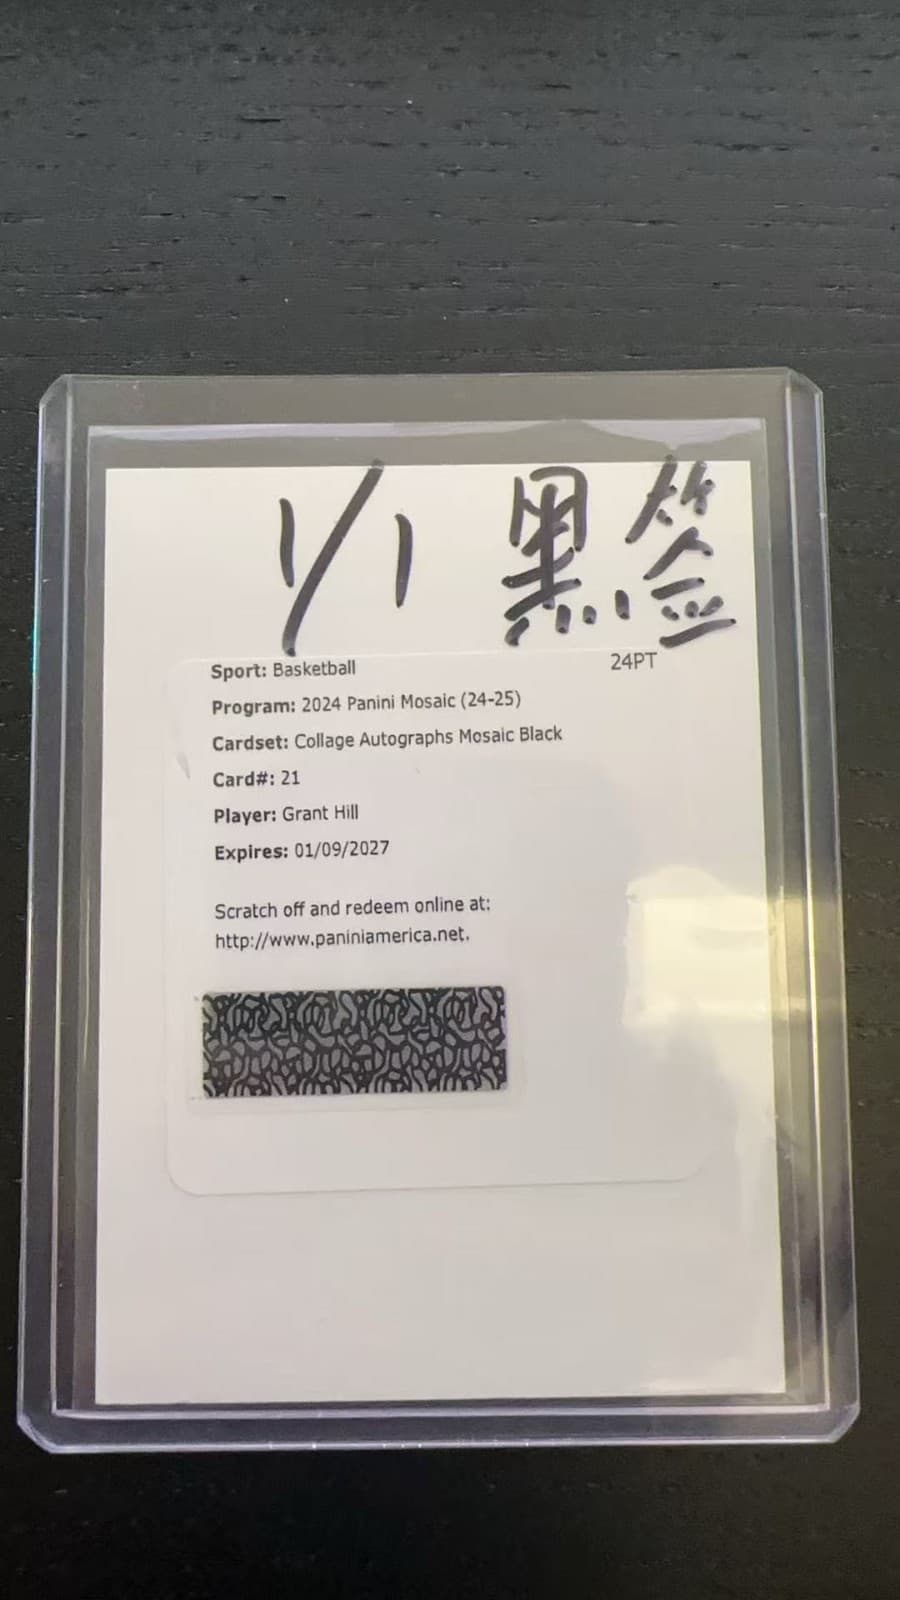 1/1 黑签
Sport: Basketball 24PT
Program: 2024 Panini Mosaic (24-25)
Cardset: Collage Autographs Mosaic Black
Card#: 21
Player: Grant Hill
Expires: 01/09/2027
Scratch off and redeem online at:
http://www.paniniamerica.net.